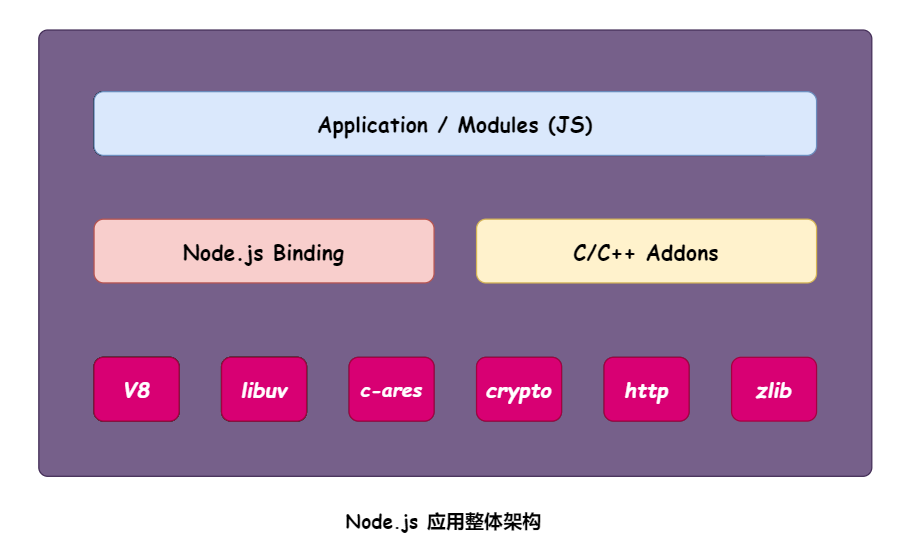 Application / Modules (JS)
Node.js Binding
C/C++ Addons
V8
libuv
c-ares
crypto
http
zlib
Node.js 应用整体架构